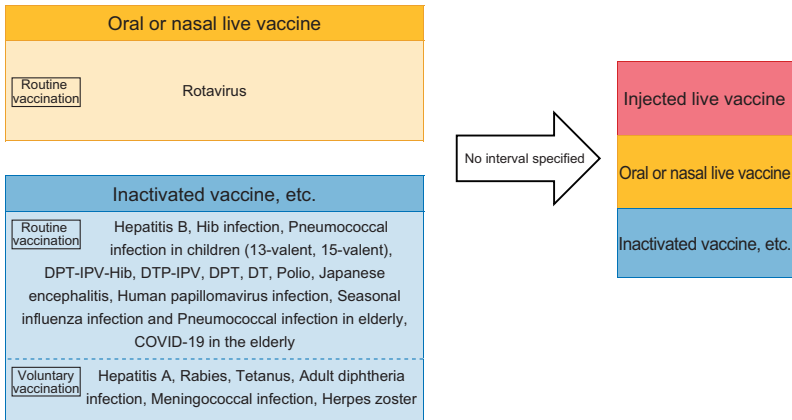 Oral or nasal live vaccine
Routine
vaccination
Rotavirus
Inactivated vaccine, etc.
Routine
vaccination
Hepatitis B, Hib infection, Pneumococcal
infection in children (13-valent, 15-valent),
DPT-IPV-Hib, DTP-IPV, DPT, DT, Polio, Japanese
encephalitis, Human papillomavirus infection, Seasonal
influenza infection and Pneumococcal infection in elderly,
COVID-19 in the elderly
Voluntary
vaccination
Hepatitis A, Rabies, Tetanus, Adult diphtheria
infection, Meningococcal infection, Herpes zoster
No interval specified
Injected live vaccine
Oral or nasal live vaccine
Inactivated vaccine, etc.